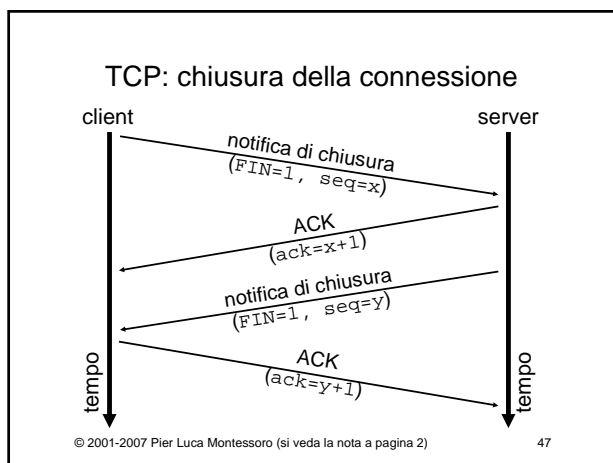 TCP: chiusura della connessione
client
server
notifica di chiusura
(FIN=1, seq=x)
ACK
(ack=x+1)
notifica di chiusura
(FIN=1, seq=y)
ACK
(ack=y+1)
tempo
tempo
© 2001-2007 Pier Luca Montessoro (si veda la nota a pagina 2)
47